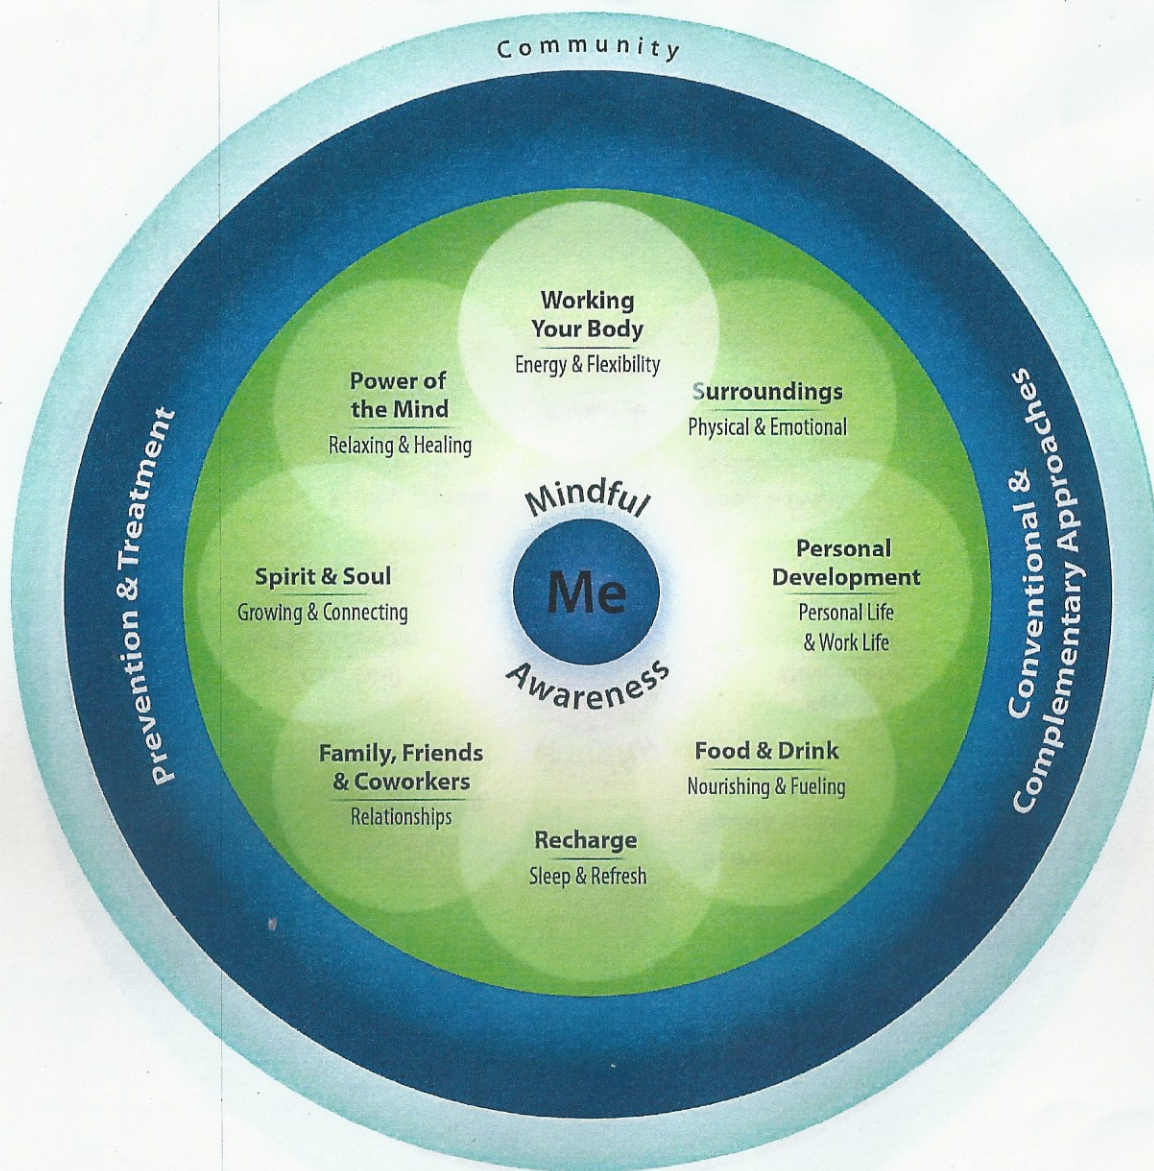 Community
Working
Your Body
Energy & Flexibility
Surroundings
Physical & Emotional
Personal
Development
Personal Life
& Work Life
Food & Drink
Nourishing & Fueling
Recharge
Sleep & Refresh
Family, Friends
& Coworkers
Relationships
Spirit & Soul
Growing & Connecting
Power of
the Mind
Relaxing & Healing
Mindful
Awareness
Me
Prevention & Treatment
Conventional &
Complementary Approaches